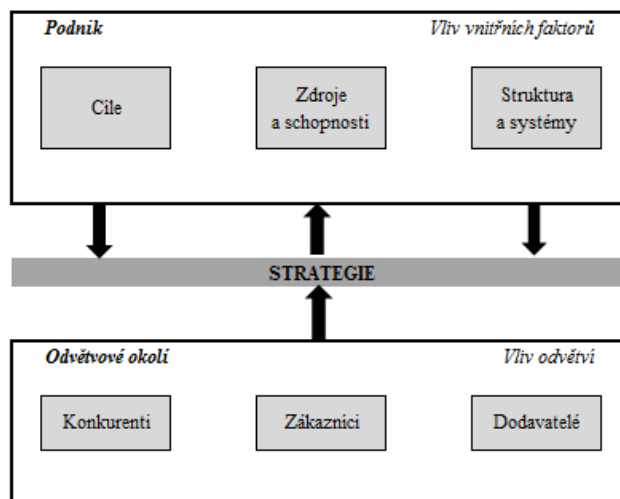 Podnik
Vliv vnitřních faktorů
Cíle
Zdroje
a schopnosti
Struktura
a systémy
STRATEGIE
Odvětvové okolí
Vliv odvětví
Konkurenti
Zákazníci
Dodavatelé